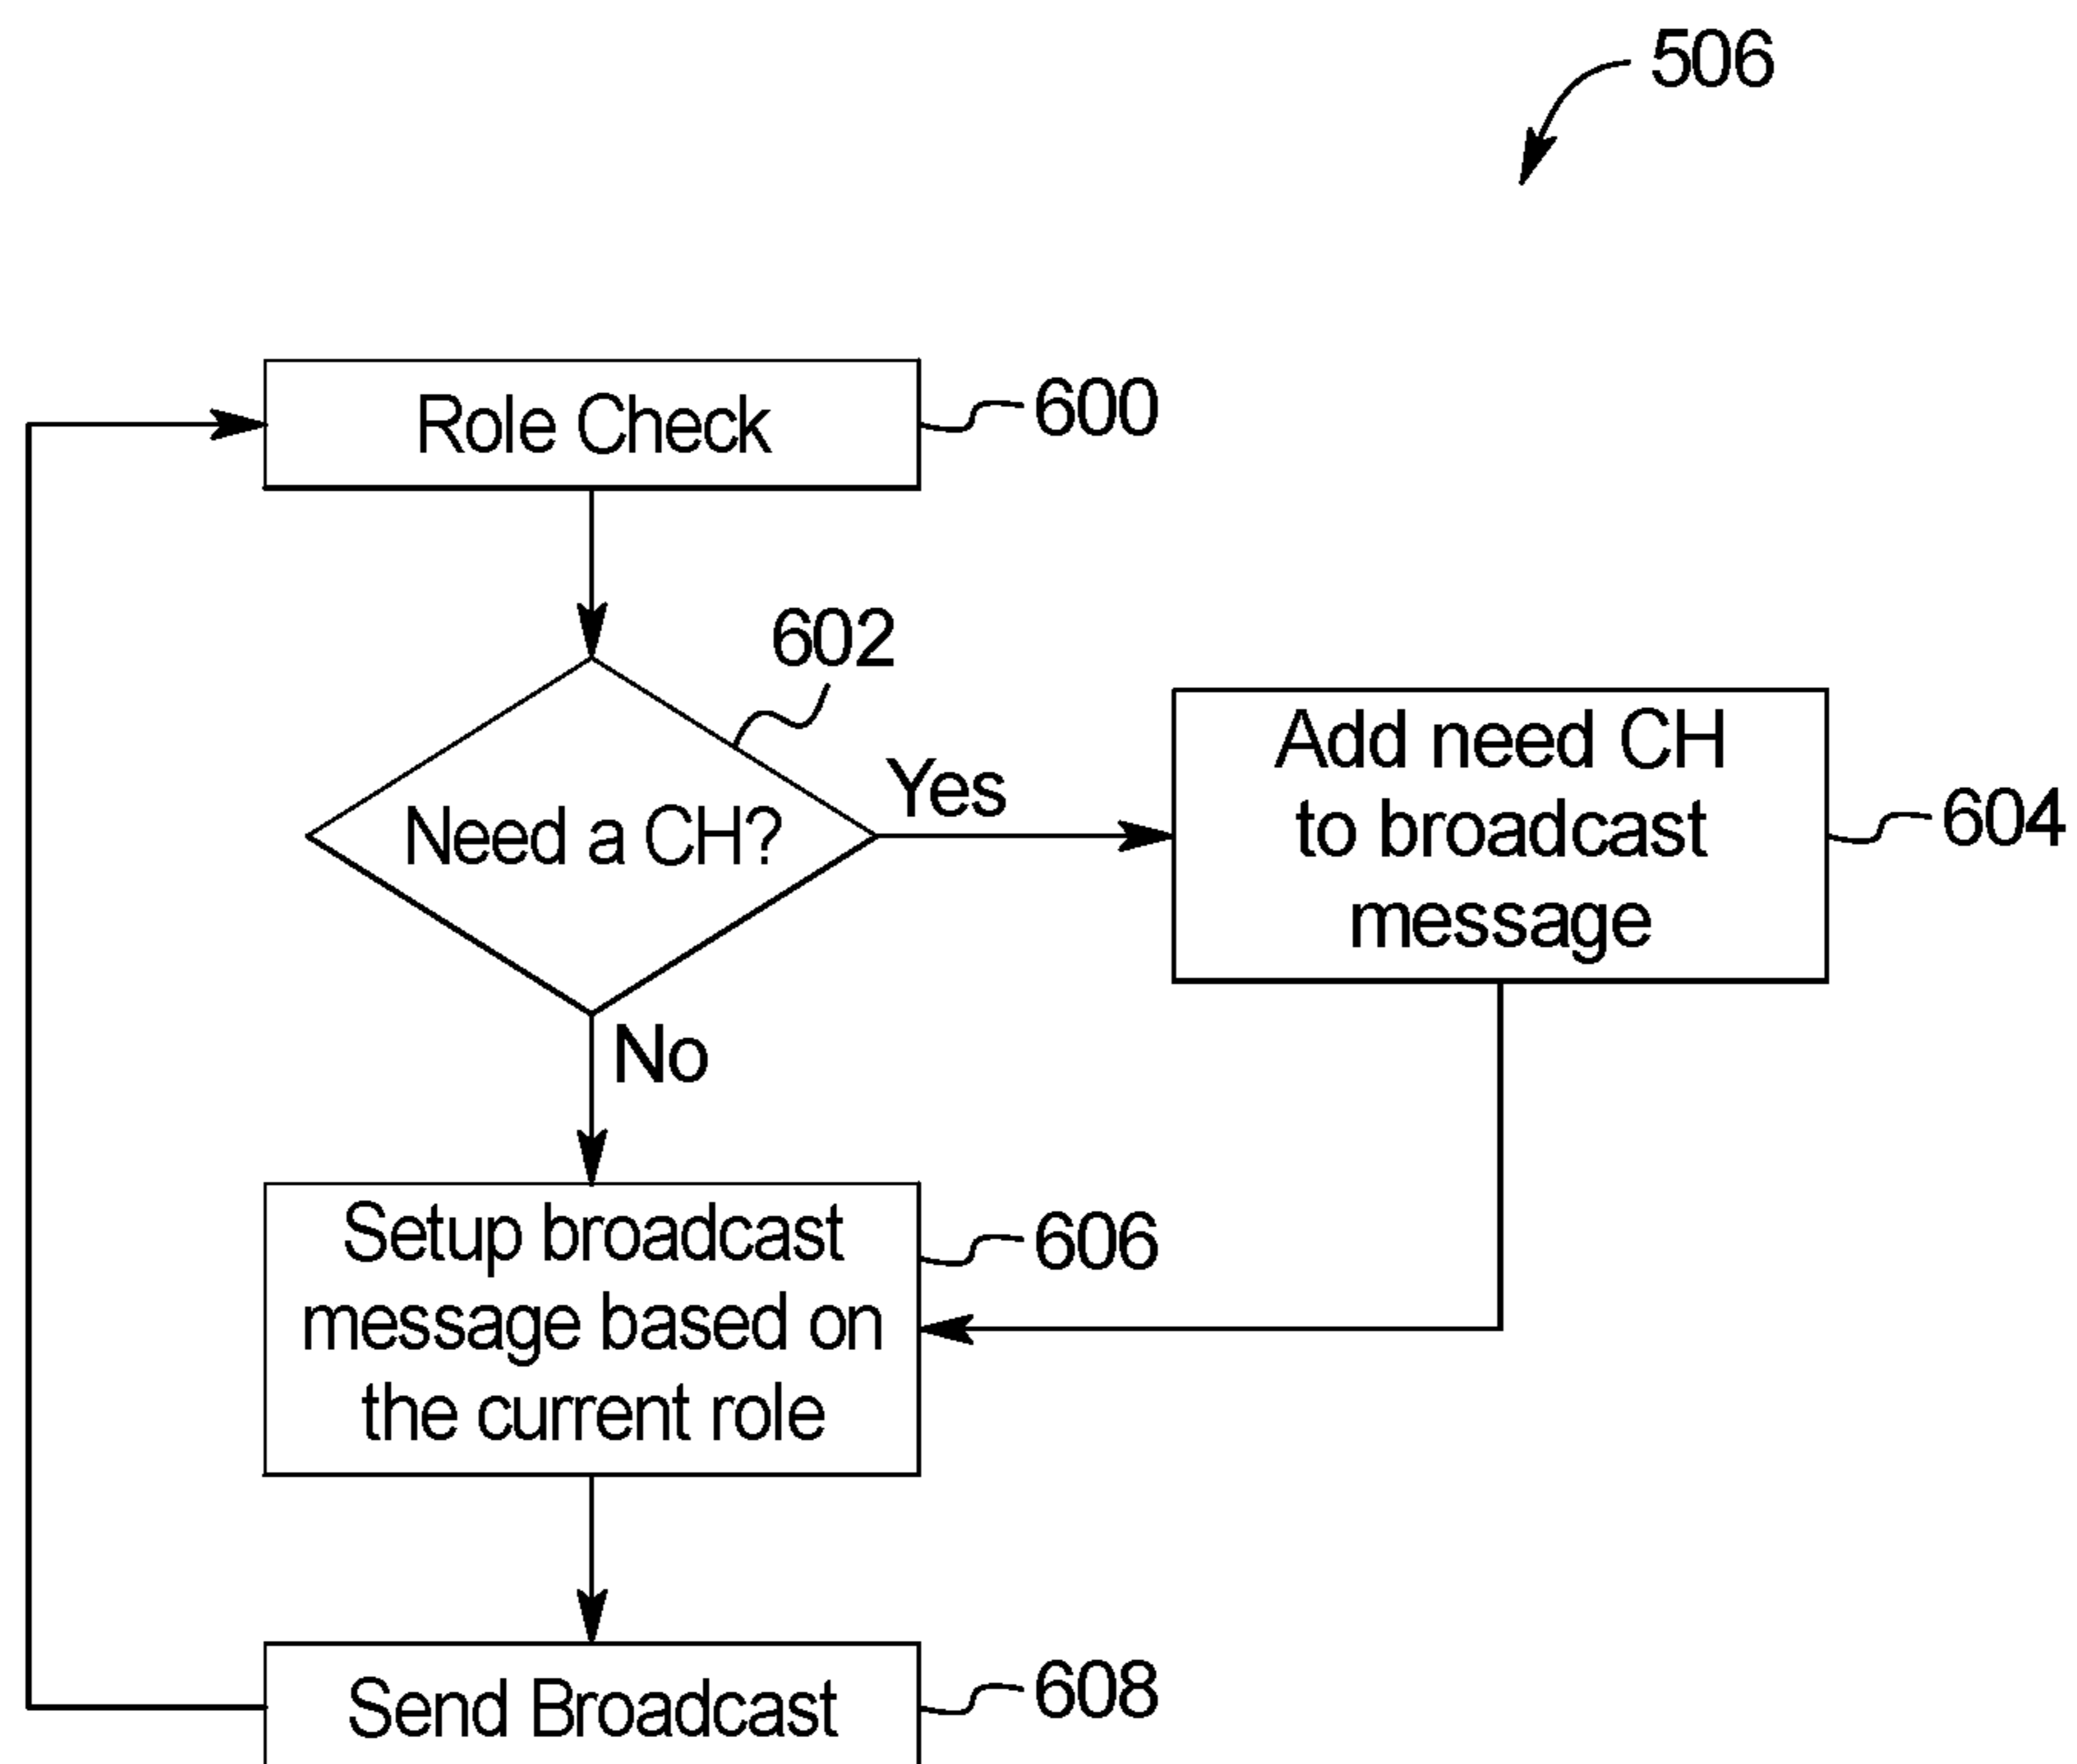 506
Role Check
600
602
Need a CH?
Yes
Add need CH
to broadcast
message
604
No
Setup broadcast
message based on
the current role
606
Send Broadcast
608